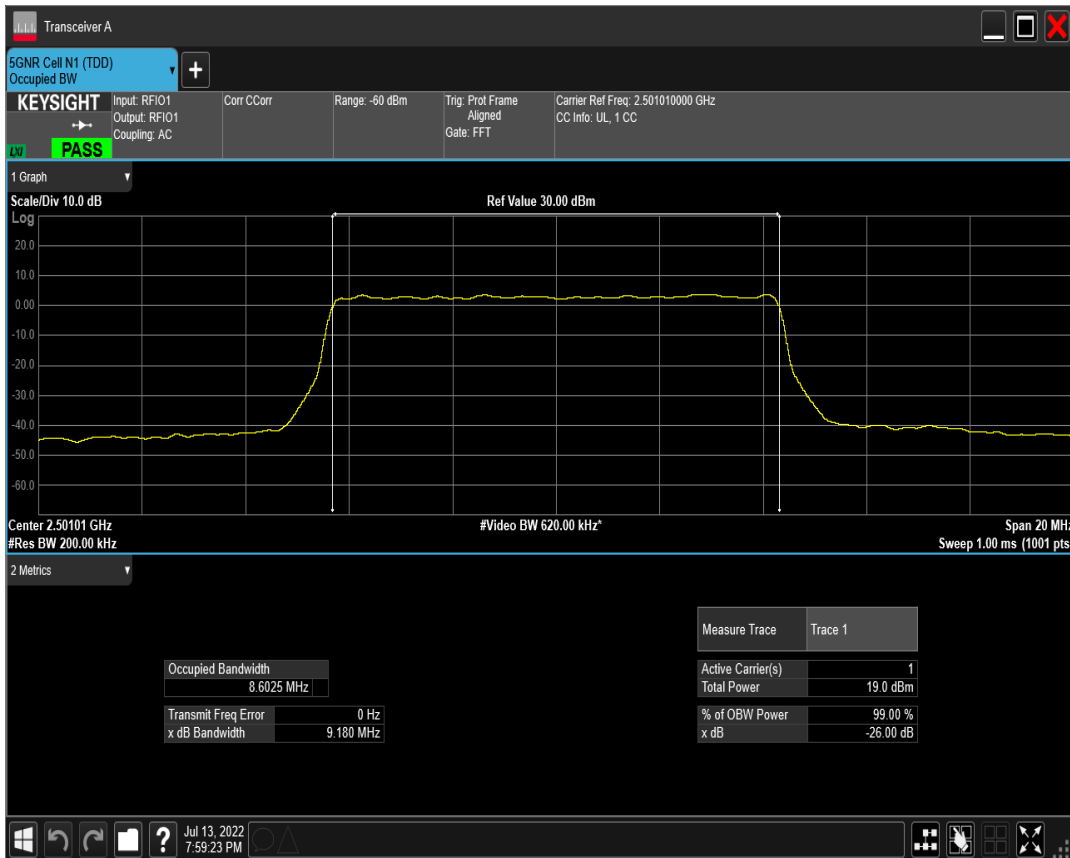 Transceiver A
5GNR Cell N1 (TDD)
Occupied BW
+
KEYSIGHT
LXI
PASS
Input: RFIO1
Output: RFIO1
Coupling: AC
Corr CCorr
Range: -60 dBm
Trig: Prot Frame
Aligned
Gate: FFT
Carrier Ref Freq: 2.501010000 GHz
CC Info: UL, 1 CC
1 Graph
Scale/Div 10.0 dB
Ref Value 30.00 dBm
Log
20.0
10.0
0.00
-10.0
-20.0
-30.0
-40.0
-50.0
-60.0
Center 2.50101 GHz
#Video BW 620.00 kHz*
Span 20 MHz
#Res BW 200.00 kHz
Sweep 1.00 ms (1001 pts
2 Metrics
Measure Trace Trace 1
Occupied Bandwidth
8.6025 MHz
Active Carrier(s) 1
Total Power 19.0 dBm
Transmit Freq Error 0 Hz
x dB Bandwidth 9.180 MHz
% of OBW Power 99.00 %
x dB -26.00 dB
?
Jul 13, 2022
7:59:23 PM